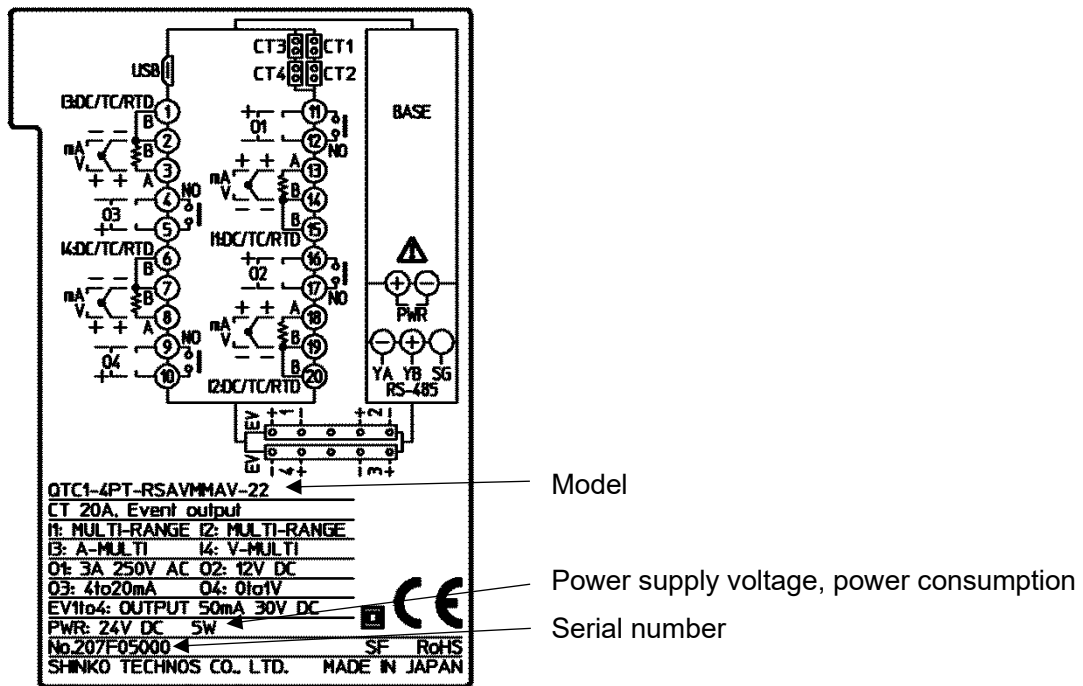 CT3 CT1
CT4 CT2
USB
BASE
I3:DC/TC/RTD
1
B
2
B
mA
V
- -
+ +
3
A
NO
4
O3
-
+
5
I4:DC/TC/RTD
6
B
7
B
mA
V
- -
+ +
8
A
NO
9
O4
-
+
10
+
O1
-
11
12
NO
mA
V
+ +
- -
A
13
B
14
B
15
I1:DC/TC/RTD
+
O2
-
16
17
NO
mA
V
+ +
- -
A
18
B
19
B
20
I2:DC/TC/RTD
+ -
PWR
- +
YA YB SG
RS-485
EV + 1 - + 2 -
EV - 4 + - 3 +
QTC1-4PT-RSAVMMAV-22
Model
CT 20A, Event output
I1: MULTI-RANGE I2: MULTI-RANGE
I3: A-MULTI I4: V-MULTI
O1: 3A 250V AC O2: 12V DC
O3: 4to20mA O4: 0to1V
EV1to4: OUTPUT 50mA 30V DC
CE
PWR: 24V DC 5W
Power supply voltage, power consumption
No.207F05000 SF RoHS
Serial number
SHINKO TECHNOS CO., LTD. MADE IN JAPAN